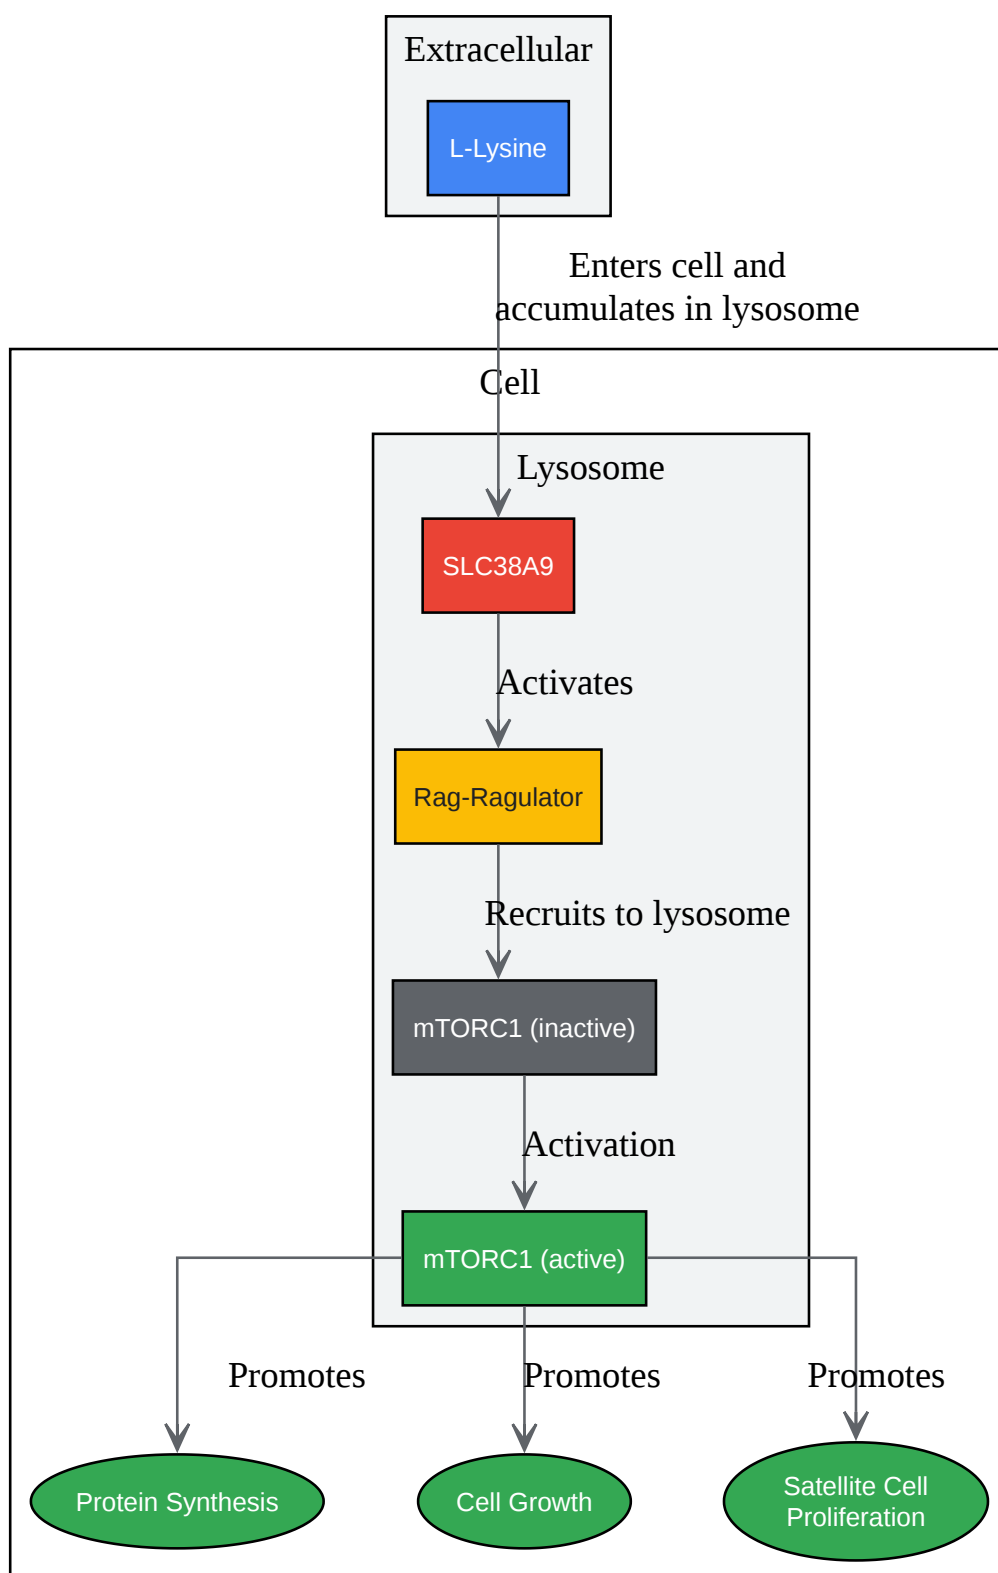 Extracellular
L-Lysine
Enters cell and
accumulates in lysosome
Cell
Lysosome
SLC38A9
Activates
Rag-Ragulator
Recruits to lysosome
mTORC1 (inactive)
Activation
mTORC1 (active)
Promotes
Promotes
Promotes
Protein Synthesis
Cell Growth
Satellite Cell
Proliferation